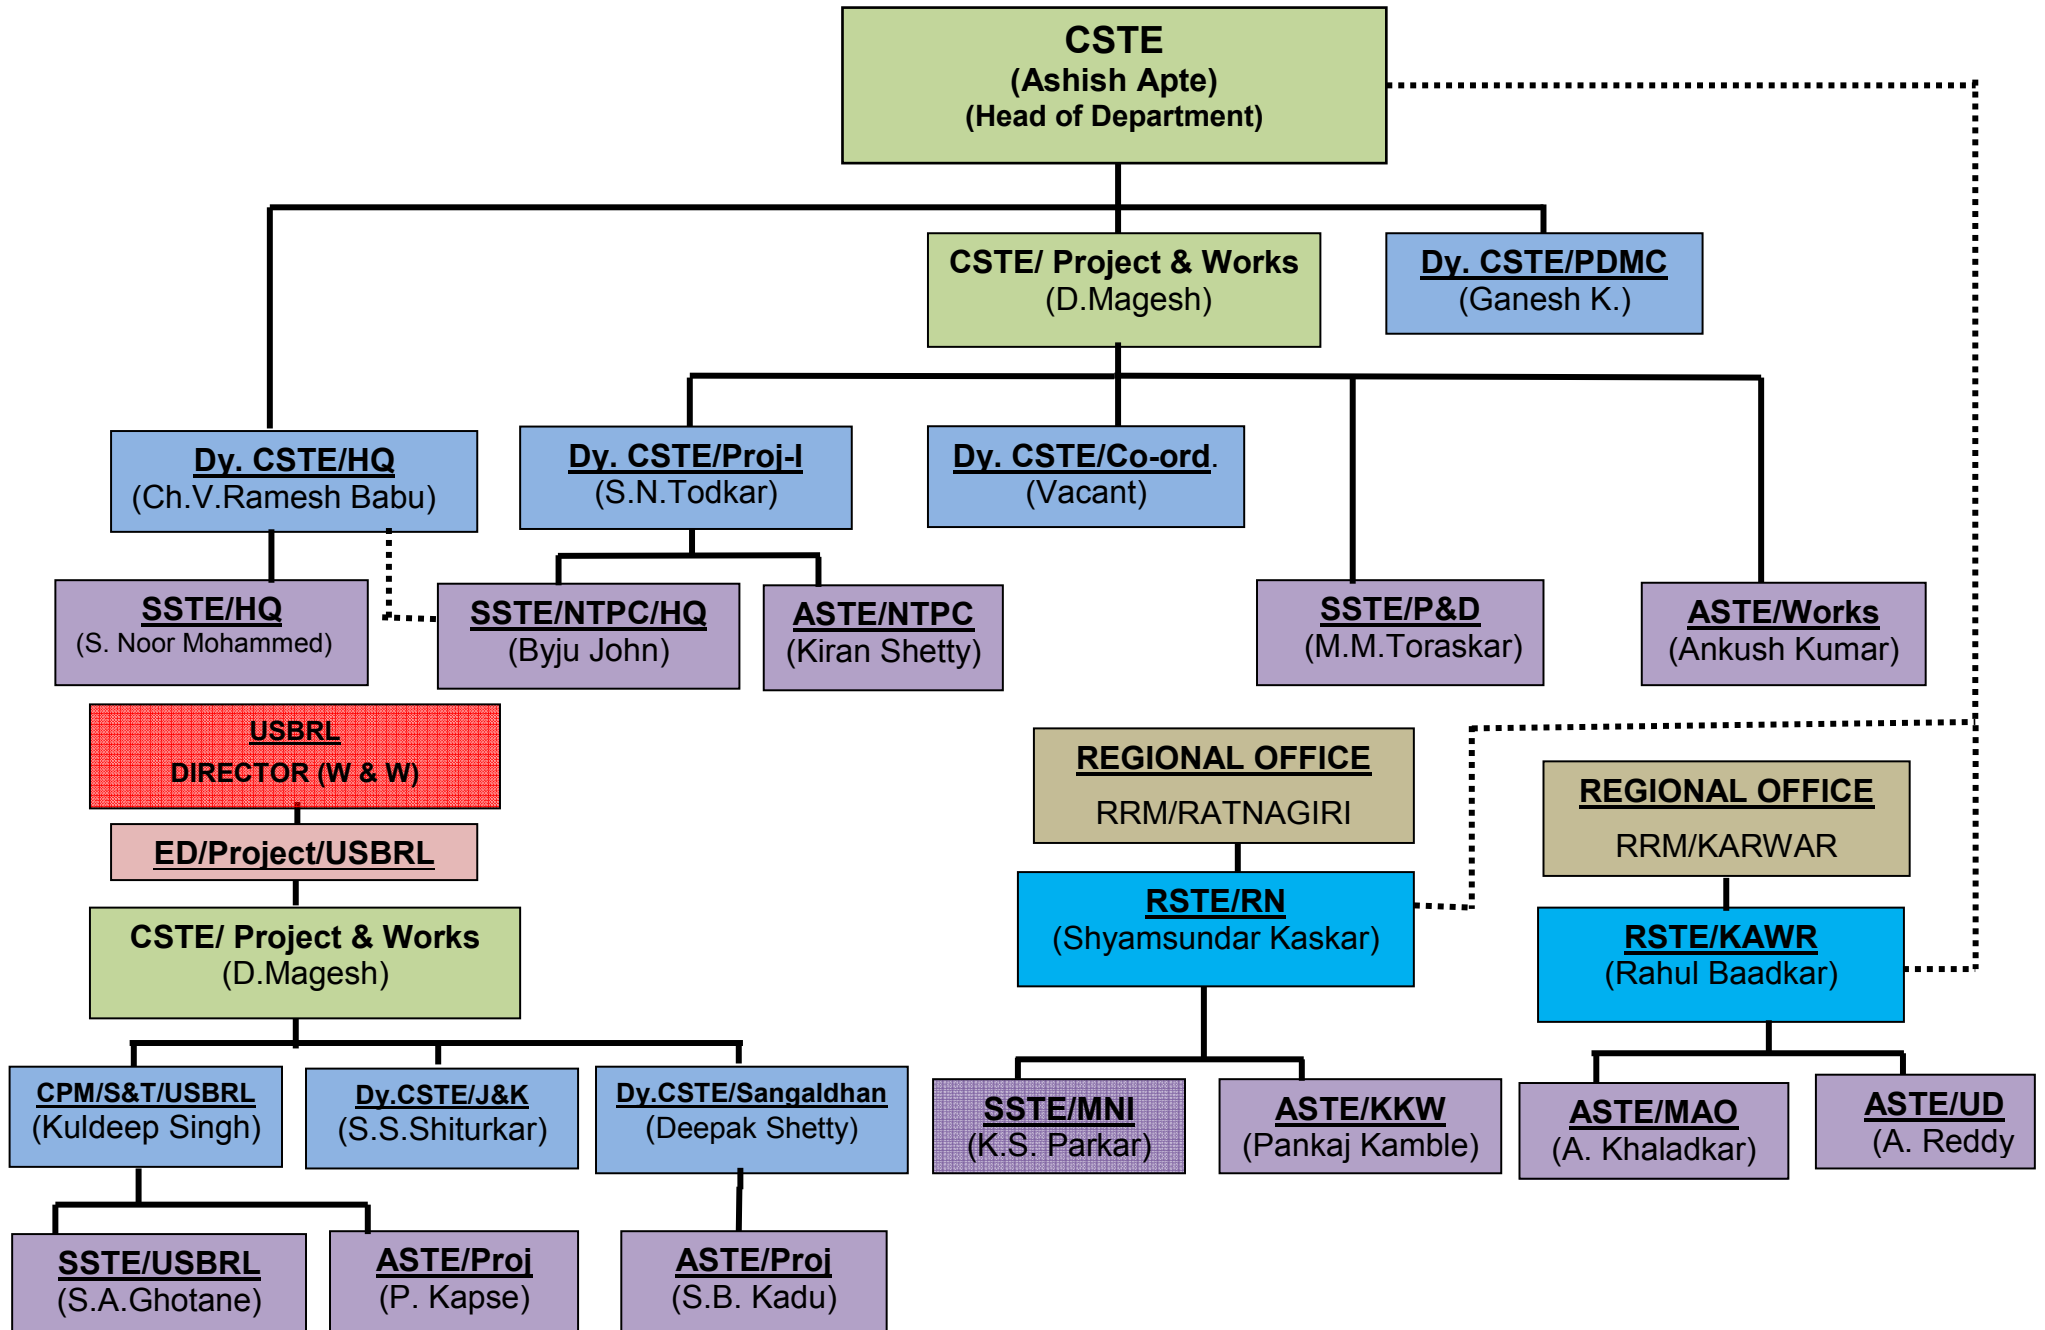 CSTE
(Ashish Apte)
(Head of Department)
CSTE/ Project & Works
(D.Magesh)
Dy. CSTE/PDMC
(Ganesh K.)
Dy. CSTE/HQ
(Ch.V.Ramesh Babu)
Dy. CSTE/Proj-I
(S.N.Todkar)
Dy. CSTE/Co-ord.
(Vacant)
SSTE/HQ
(S. Noor Mohammed)
SSTE/NTPC/HQ
(Byju John)
ASTE/NTPC
(Kiran Shetty)
SSTE/P&D
(M.M.Toraskar)
ASTE/Works
(Ankush Kumar)
USBRL
DIRECTOR (W & W)
ED/Project/USBRL
CSTE/ Project & Works
(D.Magesh)
CPM/S&T/USBRL
(Kuldeep Singh)
Dy.CSTE/J&K
(S.S.Shiturkar)
Dy.CSTE/Sangaldhan
(Deepak Shetty)
SSTE/USBRL
(S.A.Ghotane)
ASTE/Proj
(P. Kapse)
ASTE/Proj
(S.B. Kadu)
REGIONAL OFFICE
RRM/RATNAGIRI
RSTE/RN
(Shyamsundar Kaskar)
SSTE/MNI
(K.S. Parkar)
ASTE/KKW
(Pankaj Kamble)
REGIONAL OFFICE
RRM/KARWAR
RSTE/KAWR
(Rahul Baadkar)
ASTE/MAO
(A. Khaladkar)
ASTE/UD
(A. Reddy